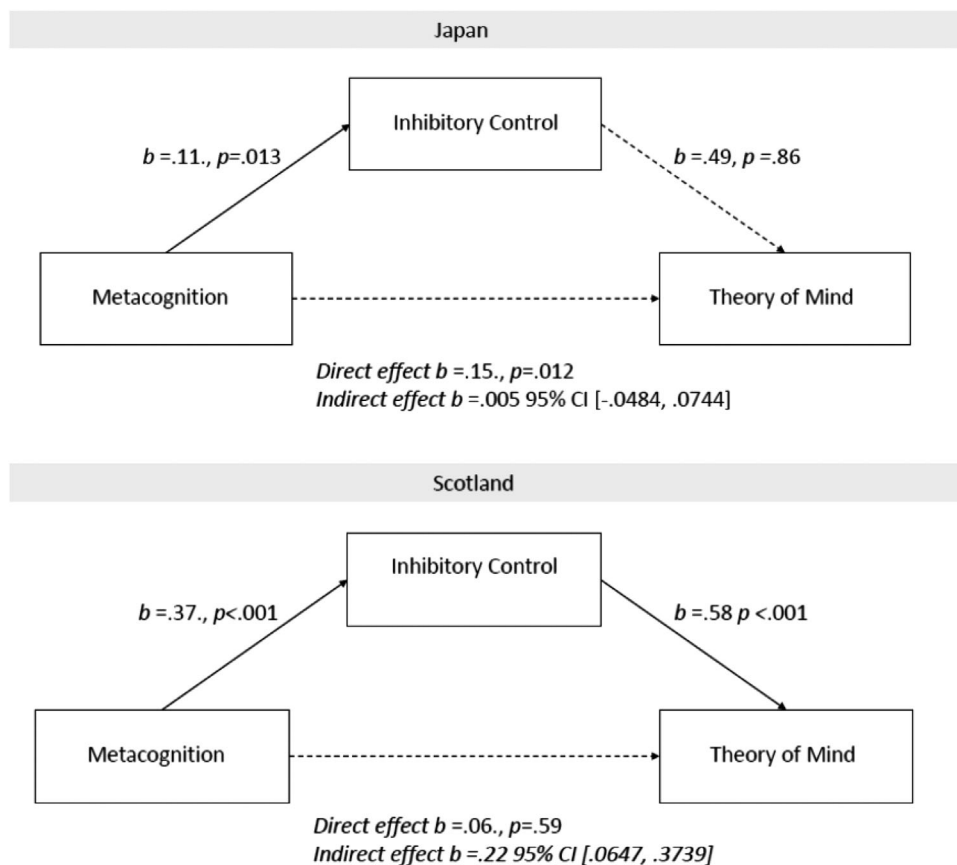 Japan
Inhibitory Control
b =.11., p=.013
b =.49, p =.86
Metacognition
Theory of Mind
Direct effect b =.15., p=.012
Indirect effect b =.005 95% CI [-.0484, .0744]
Scotland
Inhibitory Control
b =.37., p<.001
b =.58 p <.001
Metacognition
Theory of Mind
Direct effect b =.06., p=.59
Indirect effect b =.22 95% CI [.0647, .3739]